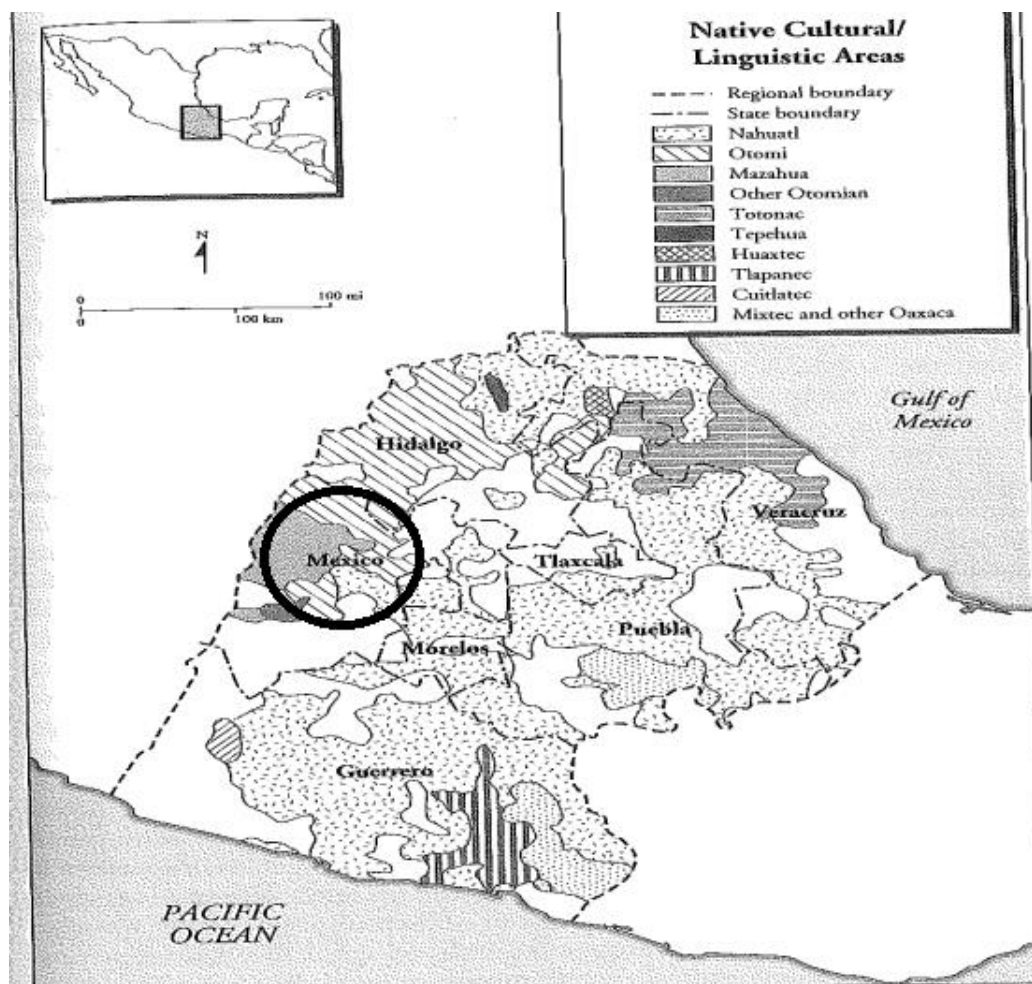 Native Cultural/
Linguistic Areas
Regional boundary
State boundary
Nahuatl
Otomi
Mazahua
Other Otomian
Totonac
Tepehua
Huaxtec
Tlapanec
Cuitlatec
Mixtec and other Oaxaca
N
0 100 mi
0 100 km
Gulf of
Mexico
Hidalgo
Veracruz
Mexico
Tlaxcala
Puebla
Morelos
Guerrero
PACIFIC
OCEAN